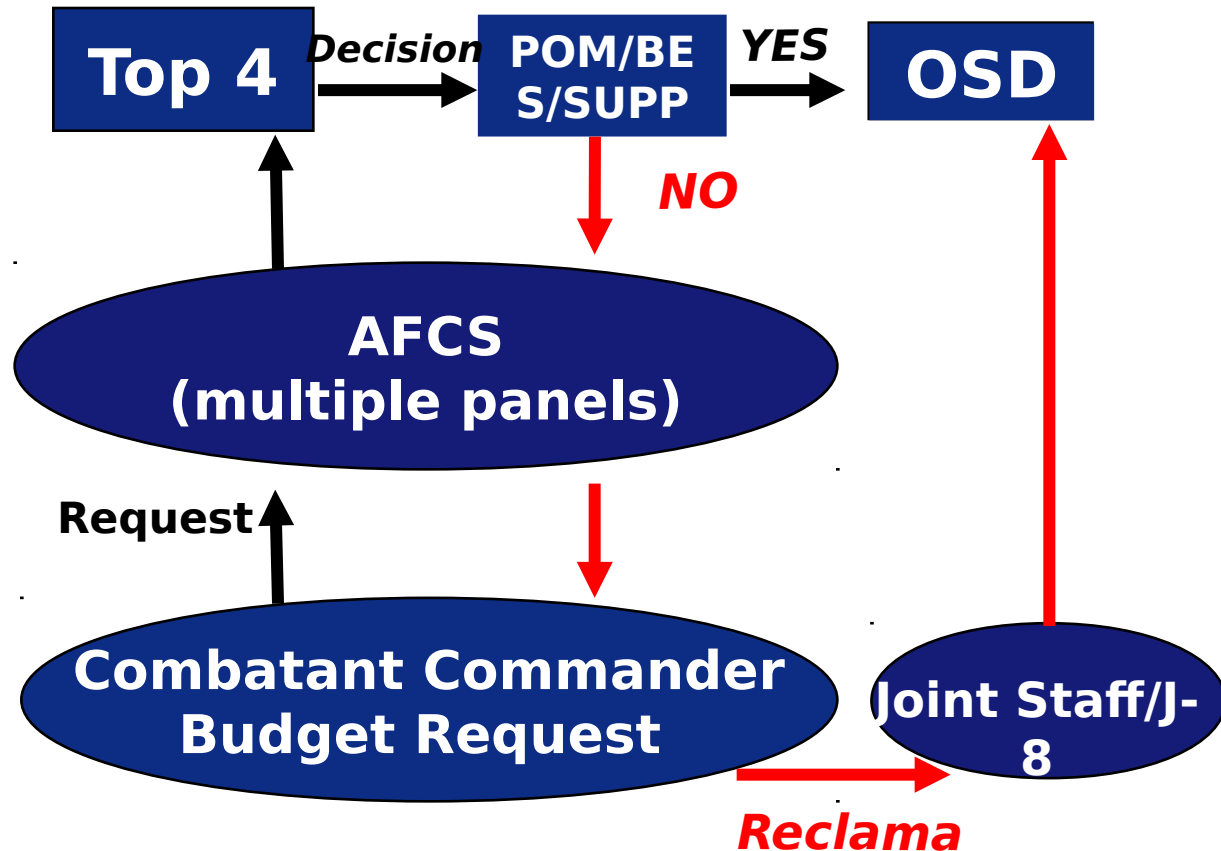 Top 4
Decision
POM/BE
S/SUPP
YES
OSD
NO
AFCS
(multiple panels)
Request
Combatant Commander
Budget Request
Joint Staff/J-
8
Reclama